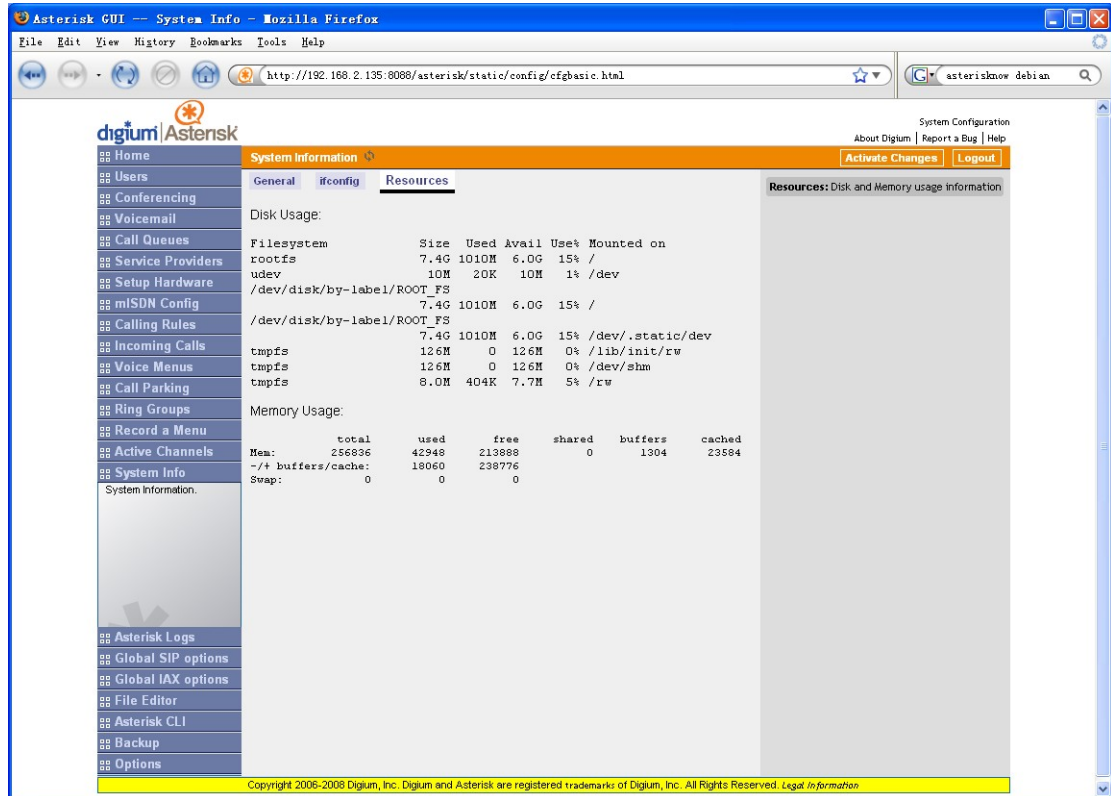 Asterisk GUI -- System Info - Mozilla Firefox
File Edit View History Bookmarks Tools Help
http://192.168.2.135:8088/asterisk/static/config/cfgbasic.html
G asterisknow debian
digium Asterisk
System Configuration
About Digium | Report a Bug | Help
Home
Users
Conferencing
Voicemail
Call Queues
Service Providers
Setup Hardware
mISDN Config
Calling Rules
Incoming Calls
Voice Menus
Call Parking
Ring Groups
Record a Menu
Active Channels
System Info
System Information.
Asterisk Logs
Global SIP options
Global IAX options
File Editor
Asterisk CLI
Backup
Options
System Information
Activate Changes Logout
General ifconfig Resources
Disk Usage:
Filesystem Size Used Avail Use% Mounted on
rootfs 7.4G 1010M 6.0G 15% /
udev 10M 20K 10M 1% /dev
/dev/disk/by-label/ROOT_FS
7.4G 1010M 6.0G 15% /
/dev/disk/by-label/ROOT_FS
7.4G 1010M 6.0G 15% /dev/.static/dev
tmpfs 126M 0 126M 0% /lib/init/rw
tmpfs 126M 0 126M 0% /dev/shm
tmpfs 8.0M 404K 7.7M 5% /rw
Memory Usage:
total used free shared buffers cached
Mem: 256836 42948 213888 0 1304 23584
-/+ buffers/cache: 18060 238776
Swap: 0 0 0
Resources: Disk and Memory usage information
Copyright 2006-2008 Digium, Inc. Digium and Asterisk are registered trademarks of Digium, Inc. All Rights Reserved. Legal Information